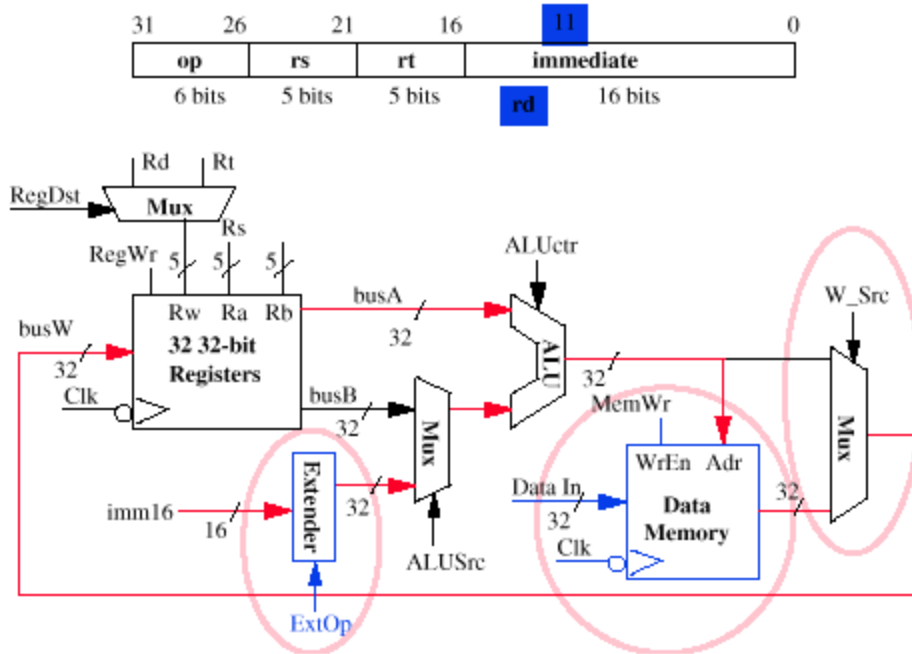 31 26 21 16 11 0
op rs rt immediate
6 bits 5 bits 5 bits rd 16 bits
Rd Rt
RegDst
Mux
Rs
RegWr 5 5 5
ALUctr
W_Src
busA
Rw Ra Rb
32
busW
32 32-bit
Registers
32
ALU
32
Clk
busB
32
MemWr
Mux
Mux
WrEn Adr
Extender
32
Data In
32
Data
Memory
32
imm16
16
Clk
ALUSrc
ExtOp